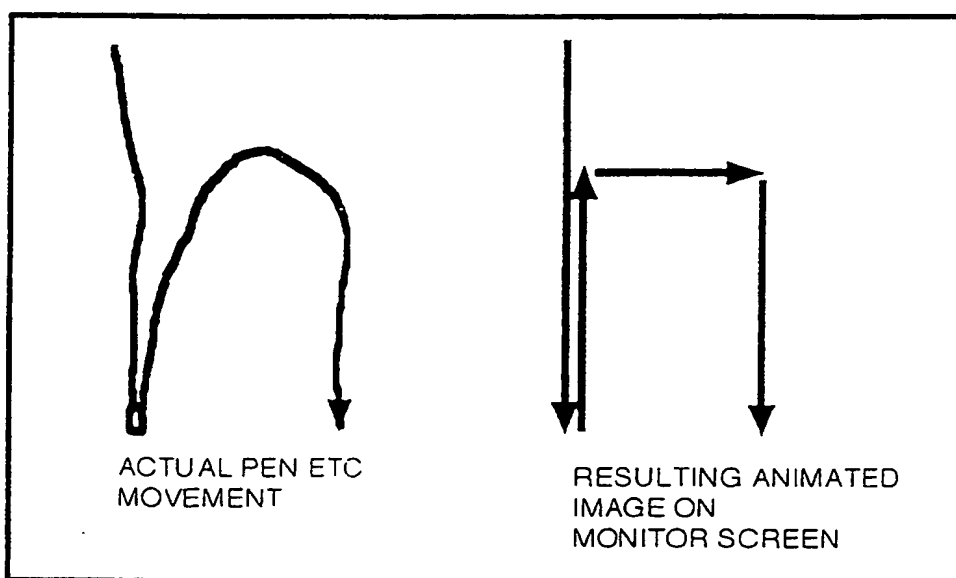 ACTUAL PEN ETC
MOVEMENT
RESULTING ANIMATED
IMAGE ON
MONITOR SCREEN